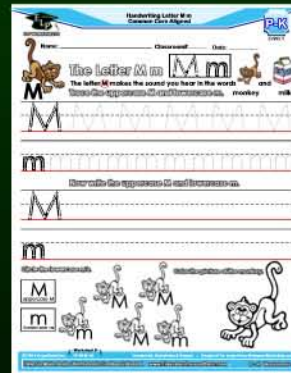 Handwriting Letter M m
Common Core Aligned
P-K
Name: Classroom# Date:
The Letter M m
M m
The letter M makes the sound you hear in the words and
Trace the uppercase M and lowercase m. monkey milk
M
m
Now write the uppercase M and lowercase m.
M
m
Circle the lowercase m's. Color the picture of the monkey.
M
uppercase M
m
lowercase m
M
M
M
m
M
m